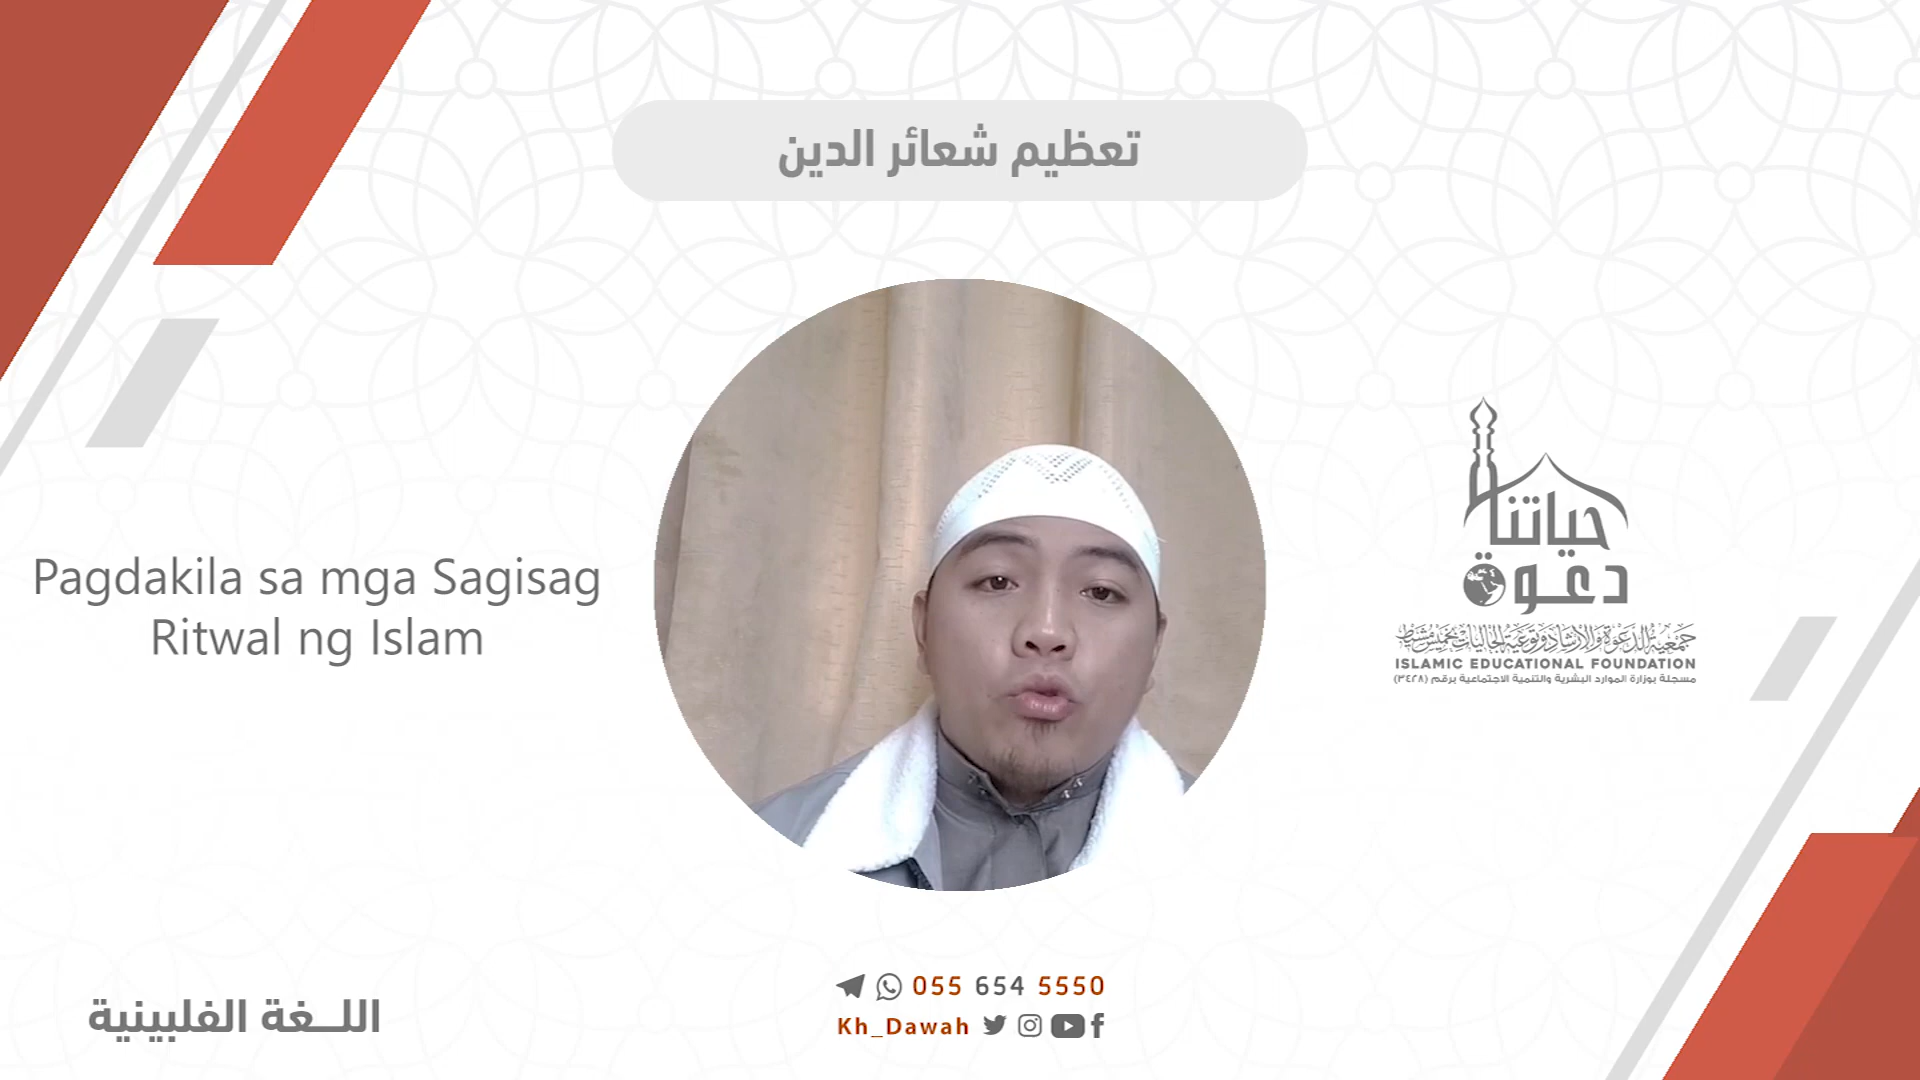 تعظيم شعائر الدين
Pagdakila sa mga Sagisag
Ritwal ng Islam
حياتنا
دعوة
جمعية الدعوة والإرشاد وتوعية الجاليات بخميس مشيط
ISLAMIC EDUCATIONAL FOUNDATION
مسجلة بوزارة الموارد البشرية والتنمية الاجتماعية برقم (٣٤٢٨)
055 654 5550
Kh_Dawah
اللـــغة الفلبينية